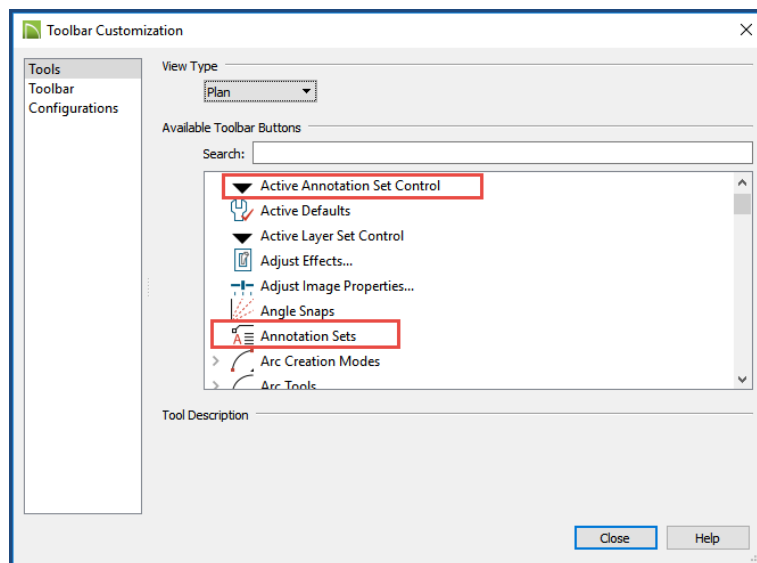 Toolbar Customization
Tools
Toolbar
Configurations
View Type
Plan
Available Toolbar Buttons
Search:
Active Annotation Set Control
Active Defaults
Active Layer Set Control
Adjust Effects...
Adjust Image Properties...
Angle Snaps
Annotation Sets
Arc Creation Modes
Arc Tools
Tool Description
Close
Help